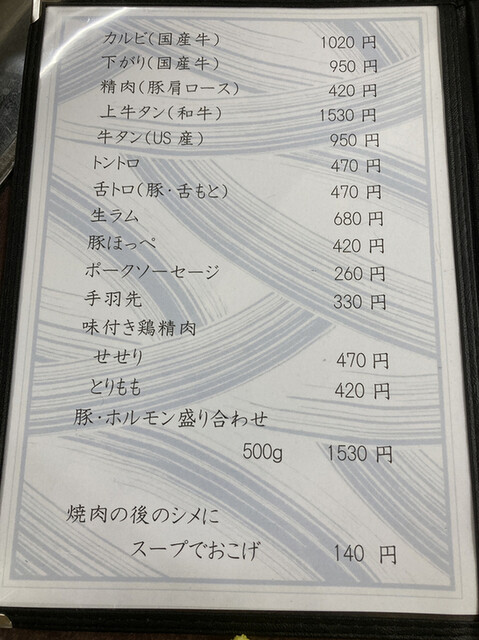 カルビ(国産牛) 1020 円
下がり(国産牛) 950 円
精肉(豚肩ロース) 420 円
上牛タン(和牛) 1530 円
牛タン(US産) 950 円
トントロ 470 円
舌トロ(豚・舌もと) 470 円
生ラム 680 円
豚ほっぺ 420 円
ポークソーセージ 260 円
手羽先 330 円
味付き鶏精肉
せせり 470 円
とりもも 420 円
豚・ホルモン盛り合わせ
500g 1530 円
焼肉の後のシメに
スープでおこげ 140 円